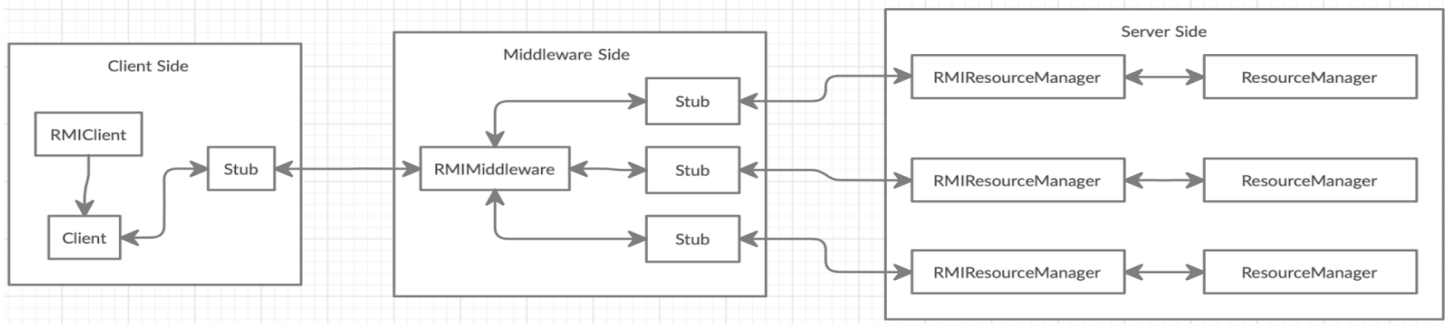 Client Side
RMIClient
Client
Stub
Middleware Side
RMIMiddleware
Stub
Stub
Stub
Server Side
RMIResourceManager
ResourceManager
RMIResourceManager
ResourceManager
RMIResourceManager
ResourceManager